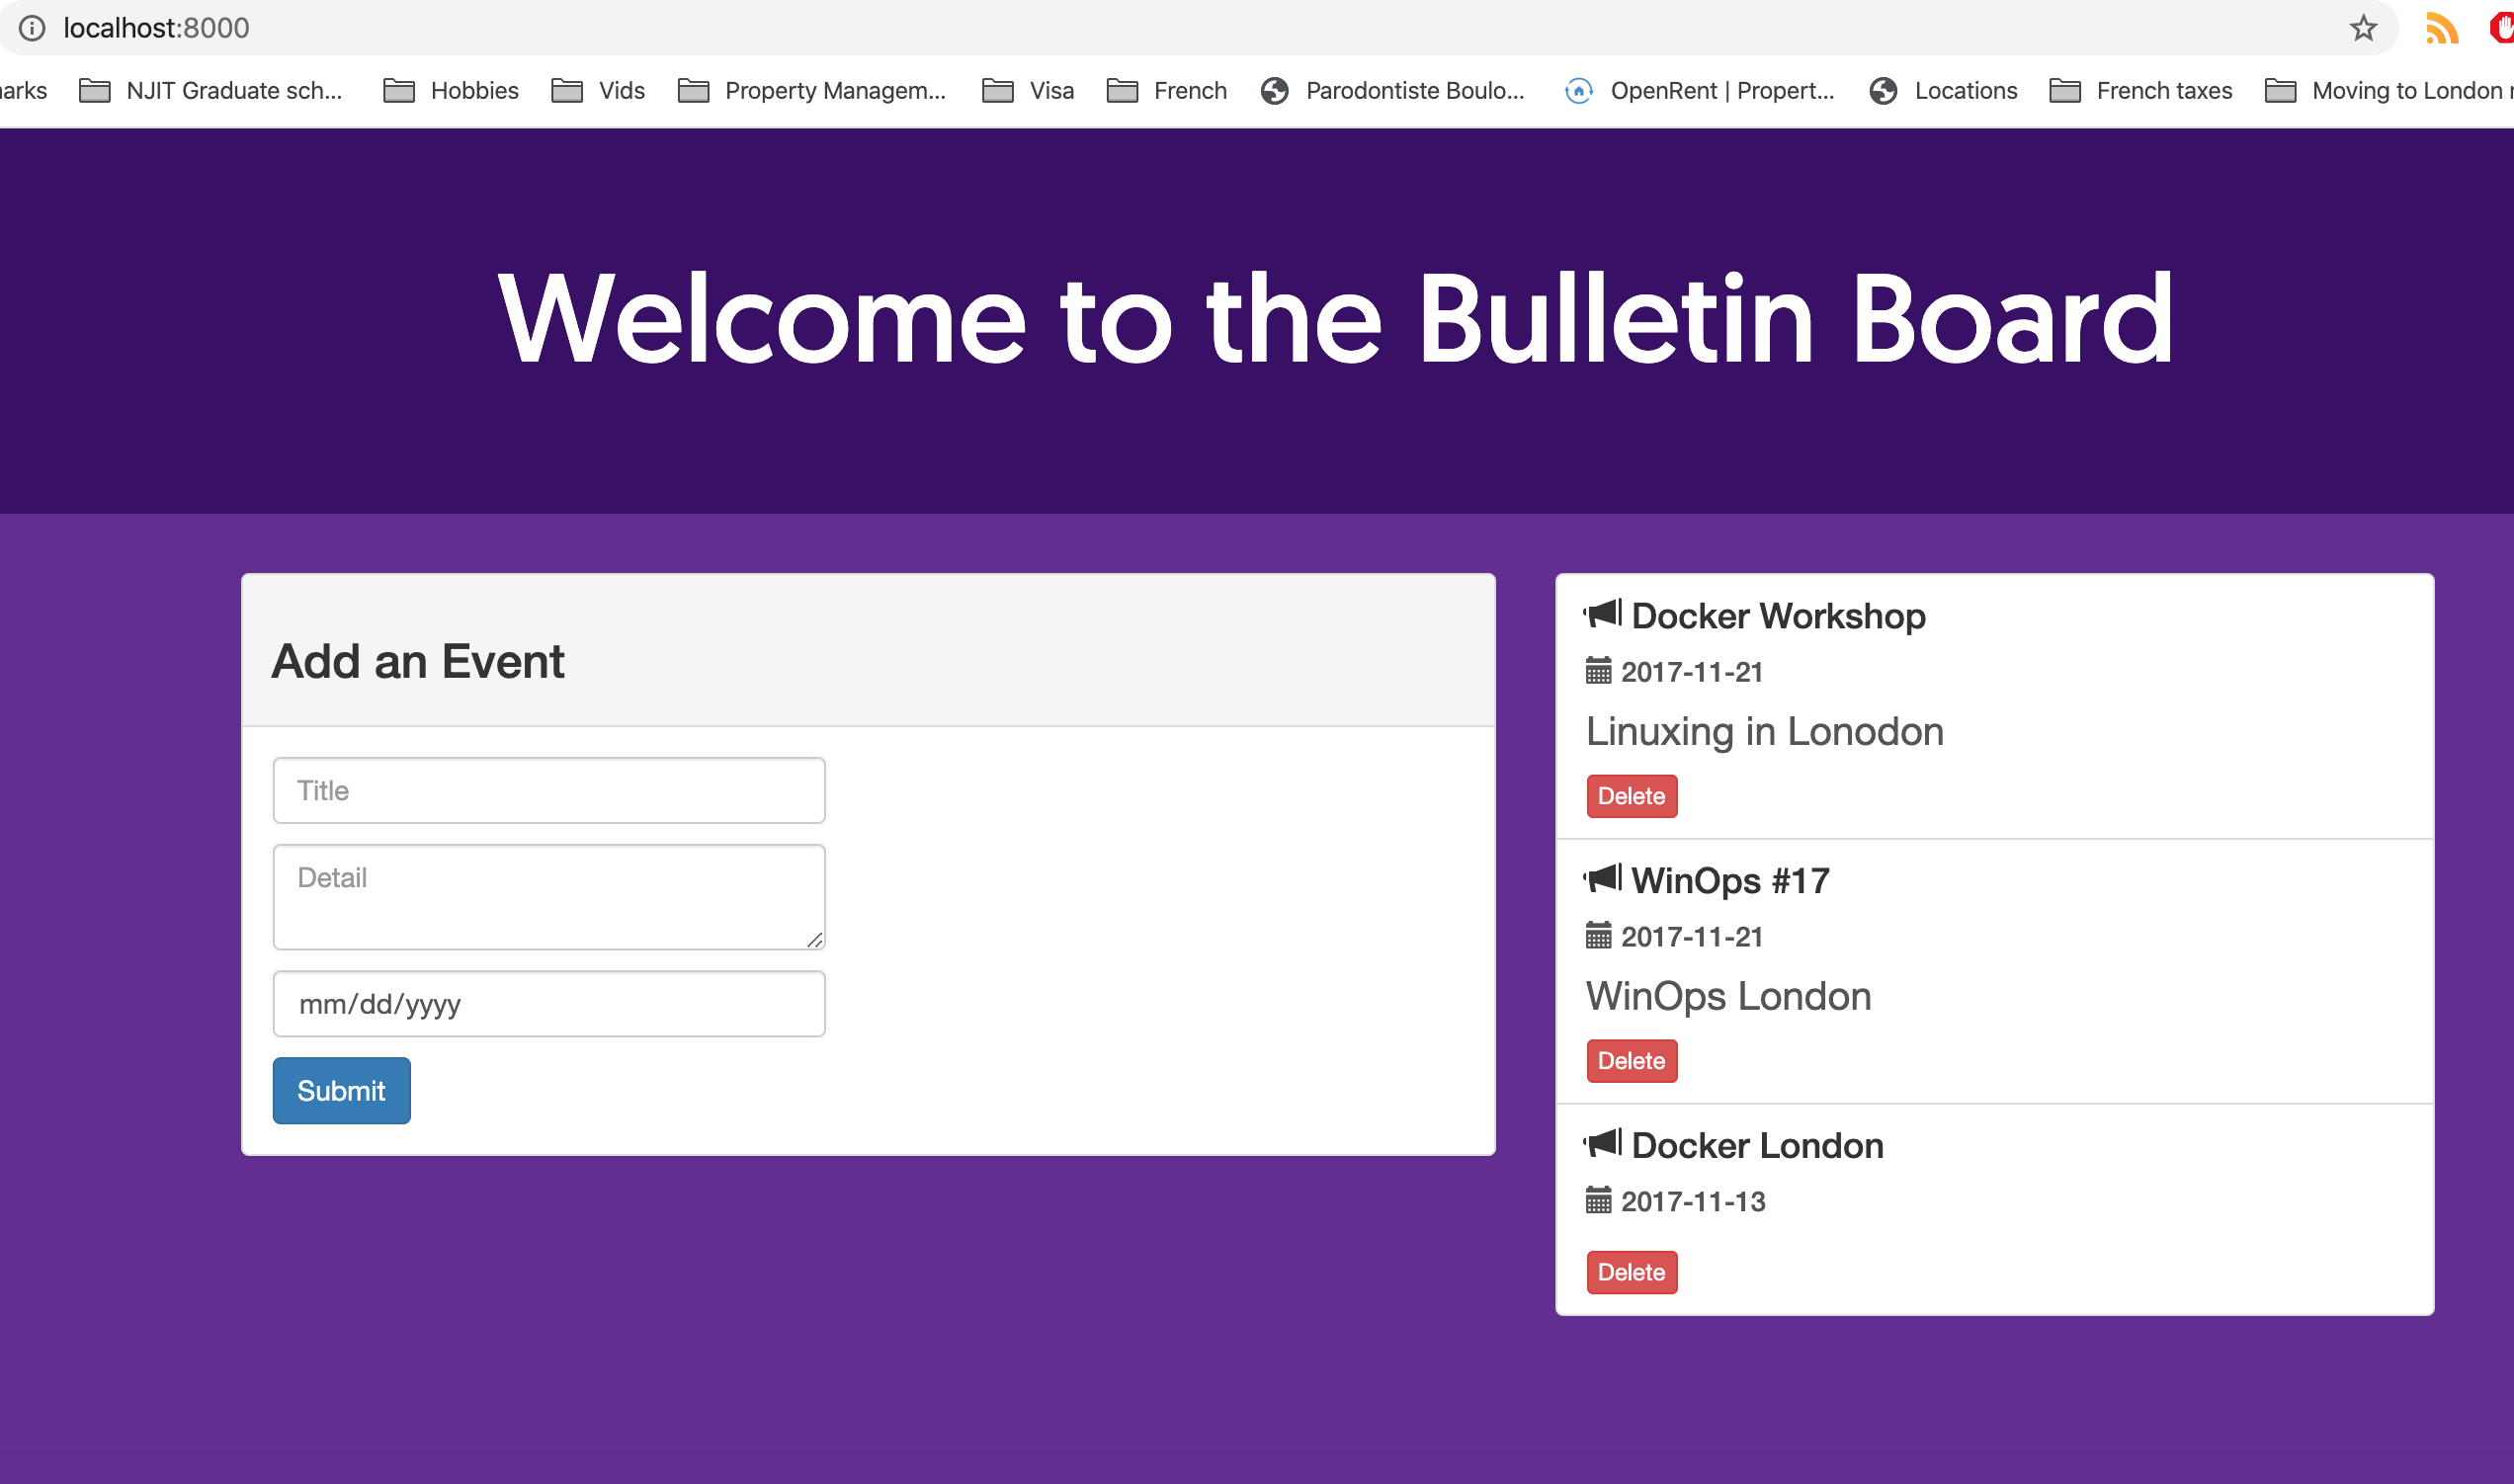 localhost:8000
arks NJIT Graduate sch... Hobbies Vids Property Managem... Visa French Parodontiste Boulo... OpenRent | Propert... Locations French taxes Moving to London
Welcome to the Bulletin Board
Add an Event
Title
Detail
mm/dd/yyyy
Submit
Docker Workshop
2017-11-21
Linuxing in Lonodon
Delete
WinOps #17
2017-11-21
WinOps London
Delete
Docker London
2017-11-13
Delete